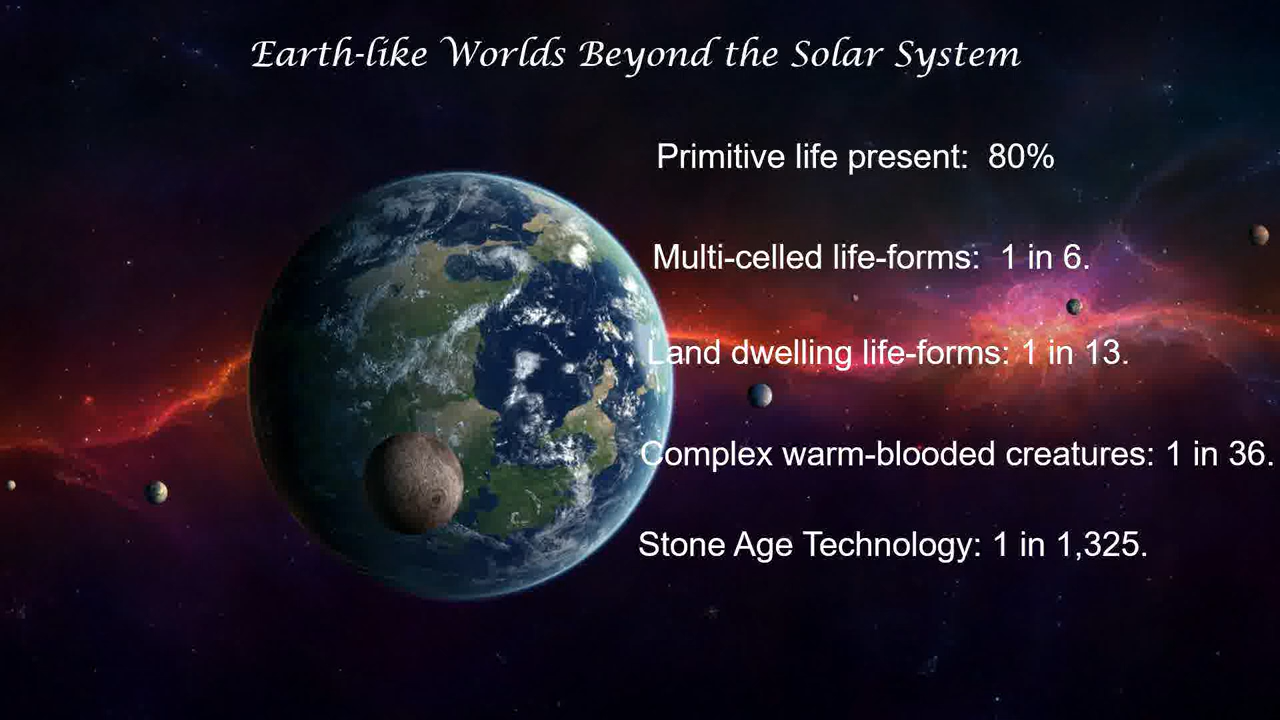 Earth-like Worlds Beyond the Solar System
Primitive life present:  80%
Multi-celled life-forms:  1 in 6.
Land dwelling life-forms: 1 in 13.
Complex warm-blooded creatures: 1 in 36.
Stone Age Technology: 1 in 1,325.